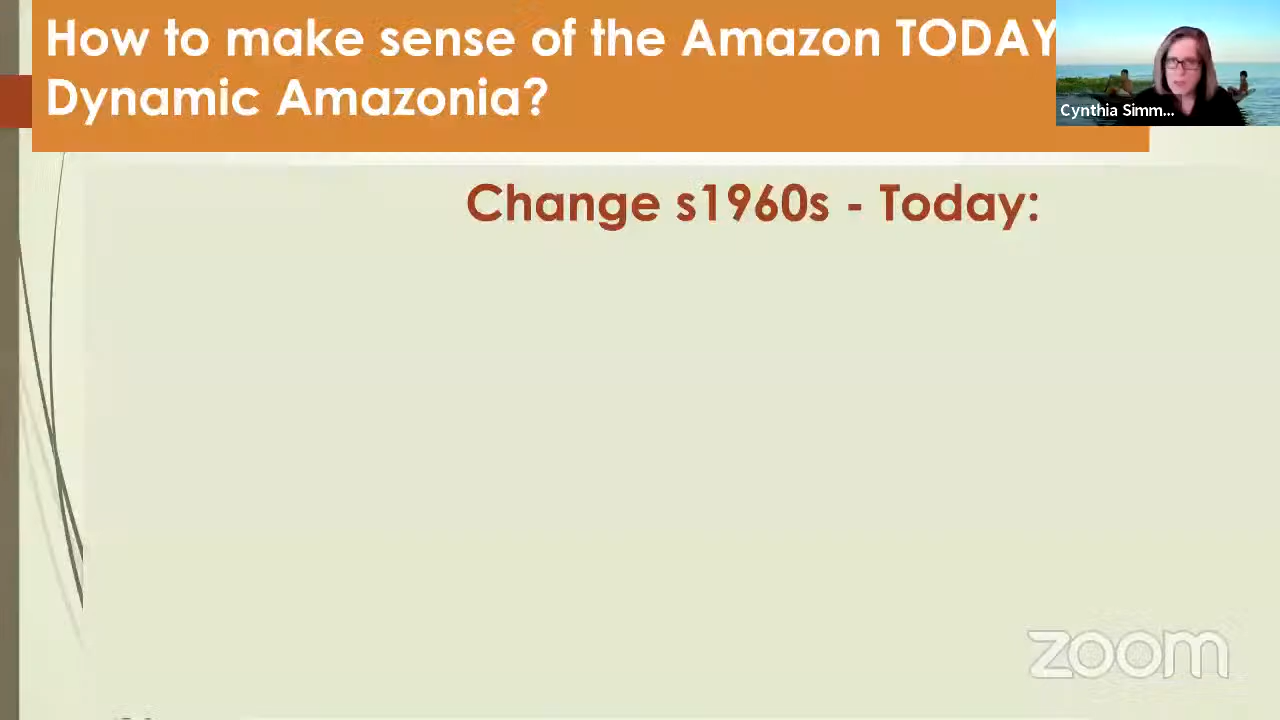 How to make sense of the Amazon TODAY
Dynamic Amazonia?
Cynthia Simm...
Change s1960s - Today:
zoom